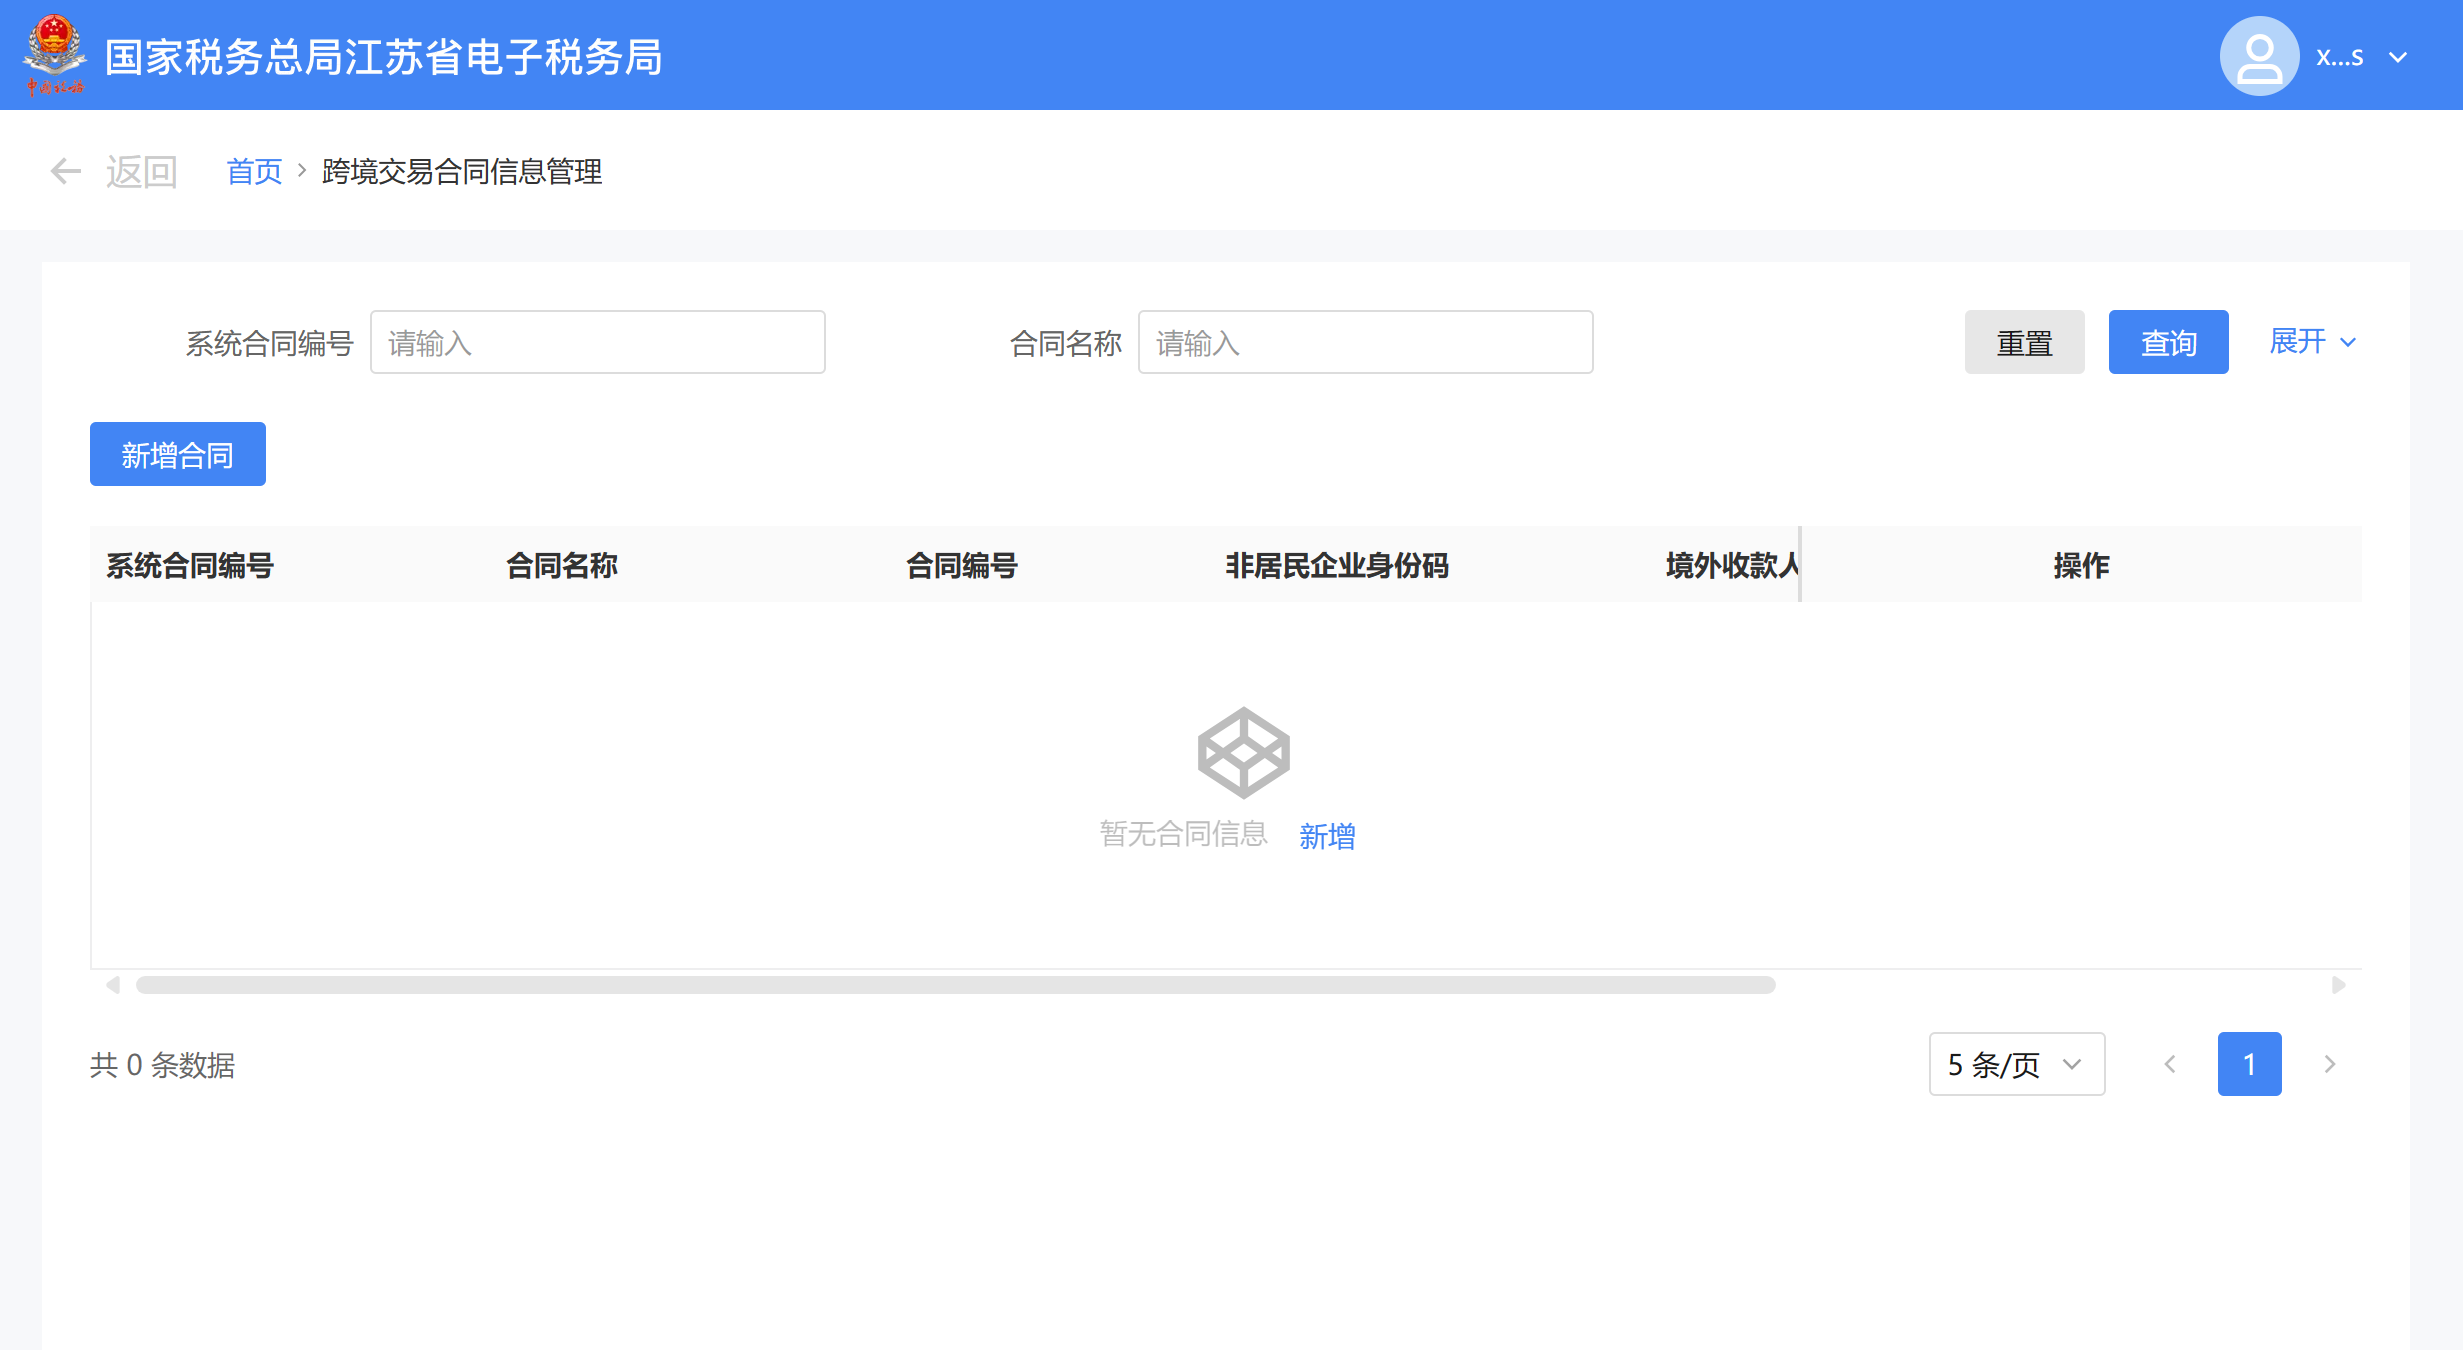 国家税务总局江苏省电子税务局
中国税务
x...s
返回
首页 > 跨境交易合同信息管理
系统合同编号 请输入
合同名称 请输入
重置
查询
展开
新增合同
系统合同编号 合同名称 合同编号 非居民企业身份码 境外收款人 操作
暂无合同信息 新增
共 0 条数据
5 条/页
1